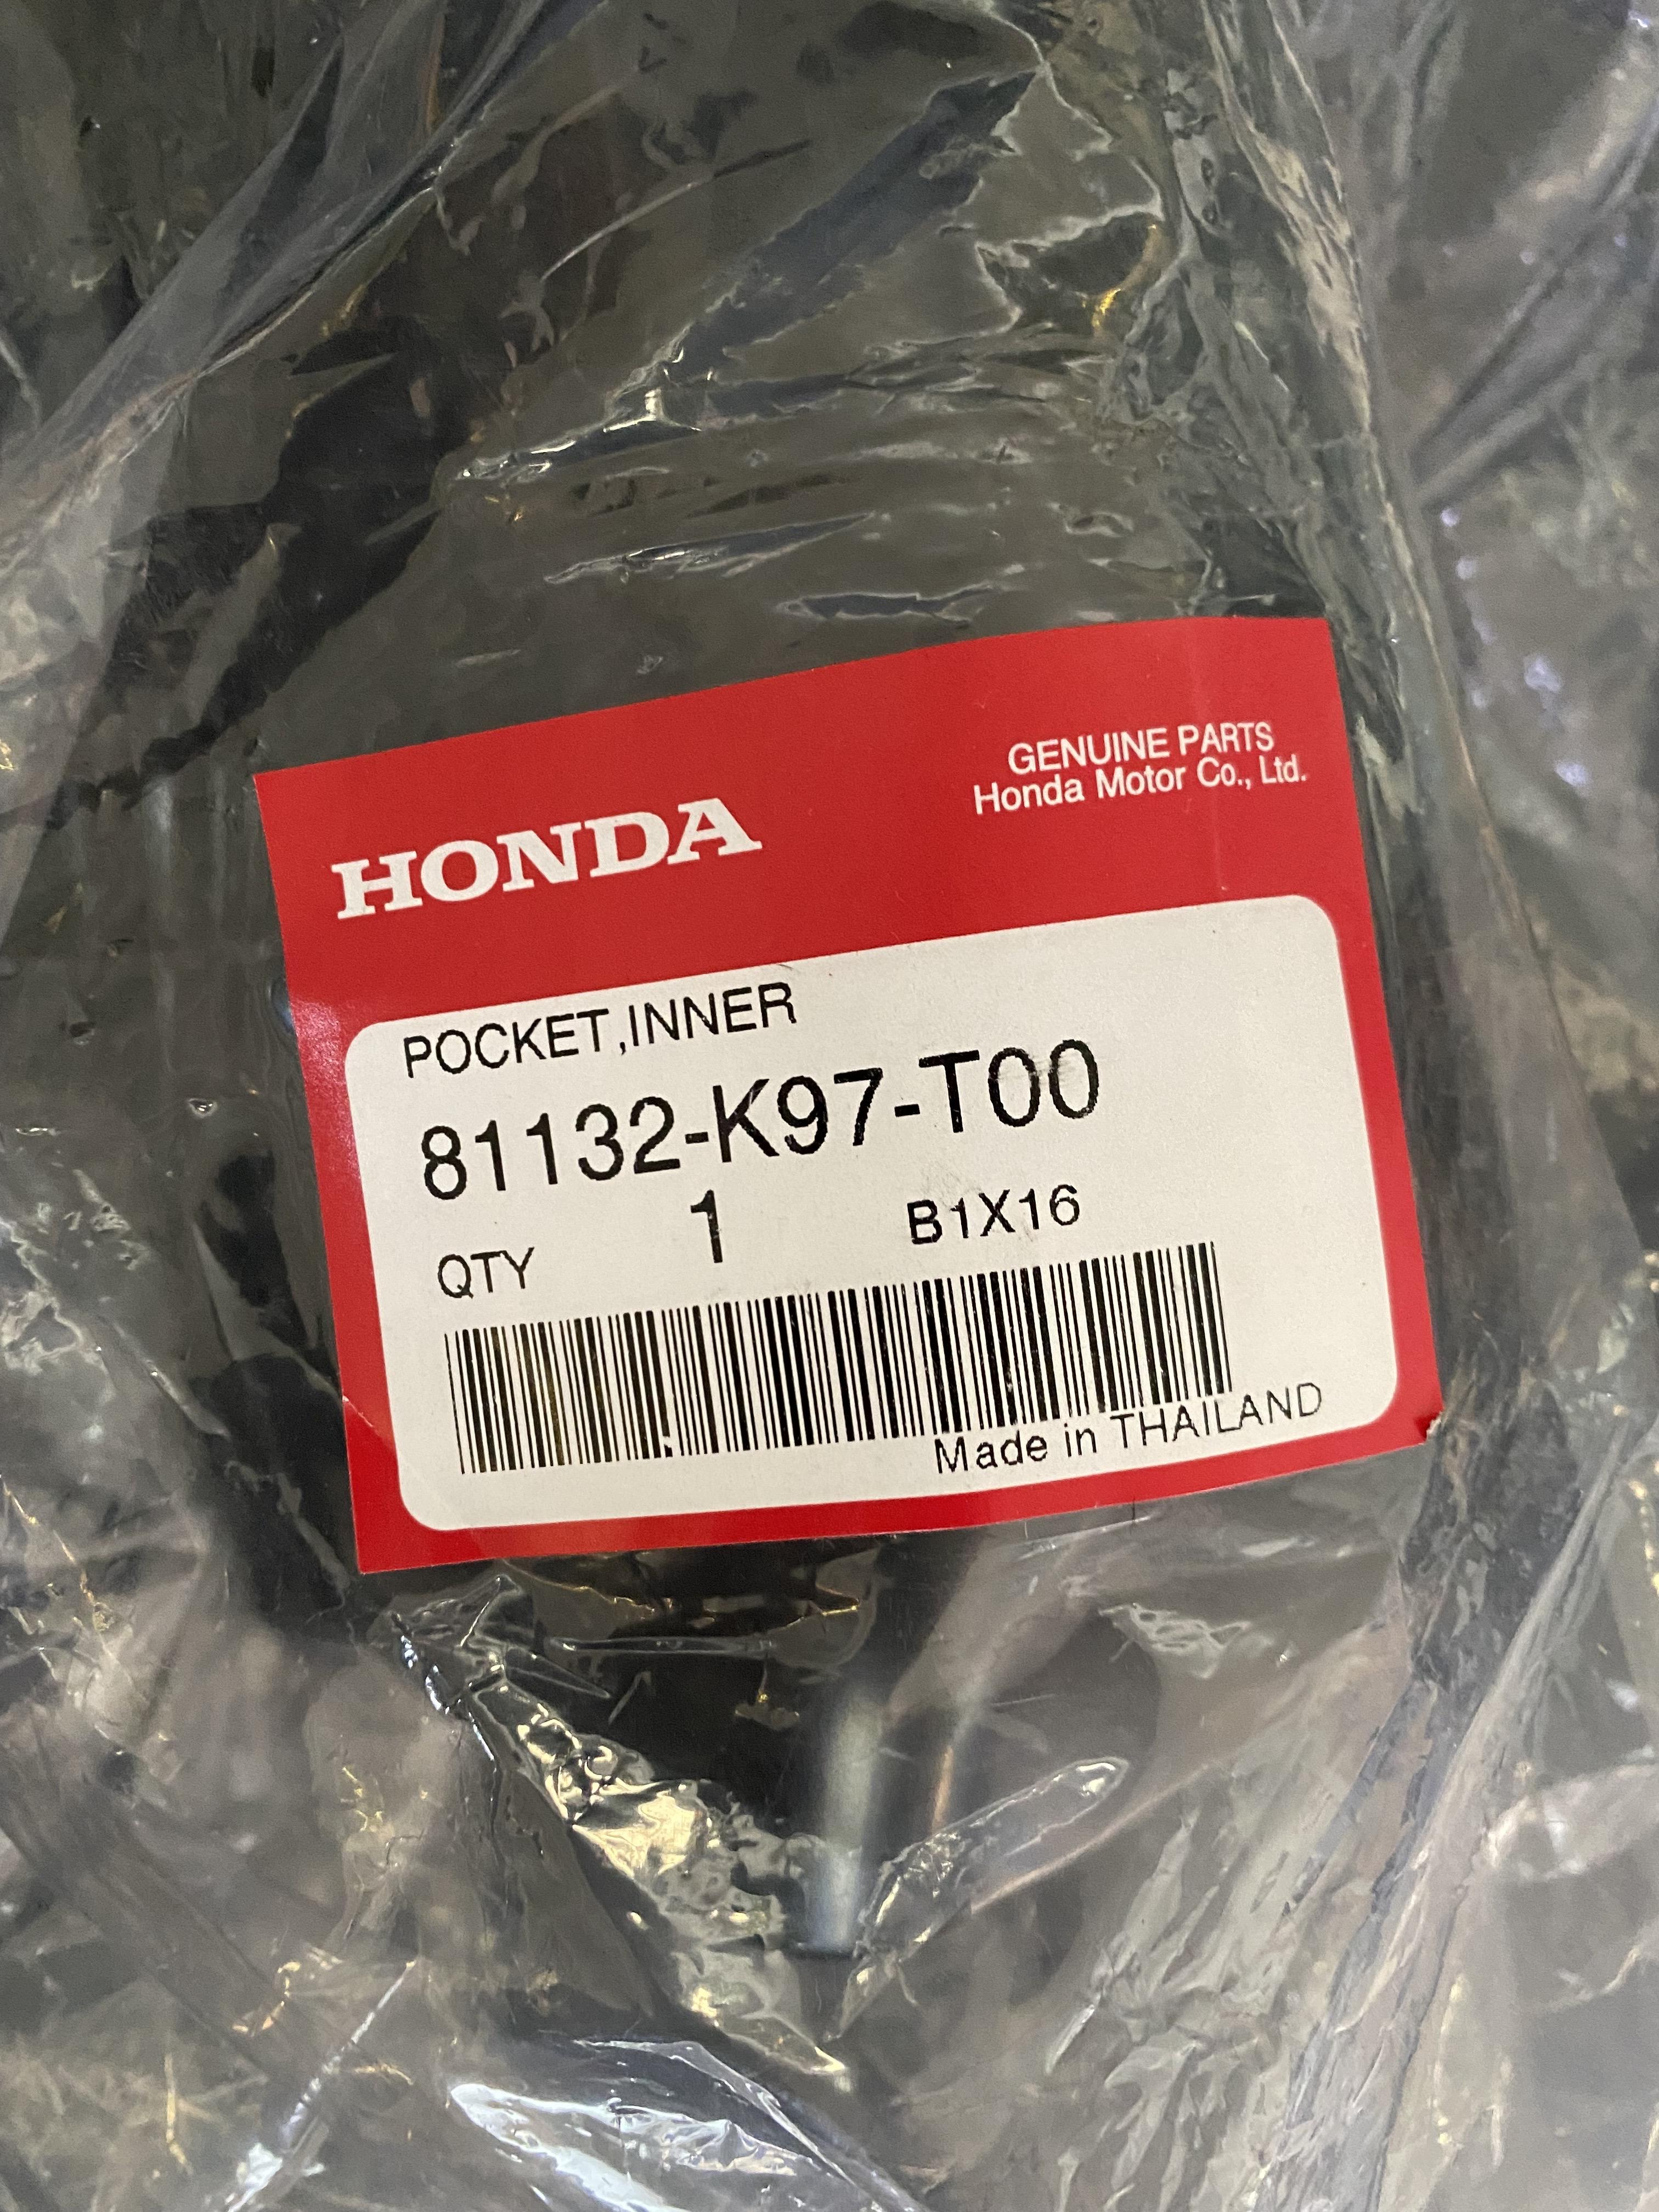 HONDA
GENUINE PARTS
Honda Motor Co., Ltd.
POCKET,INNER
81132-K97-T00
QTY 1 B1X16
Made in THAILAND